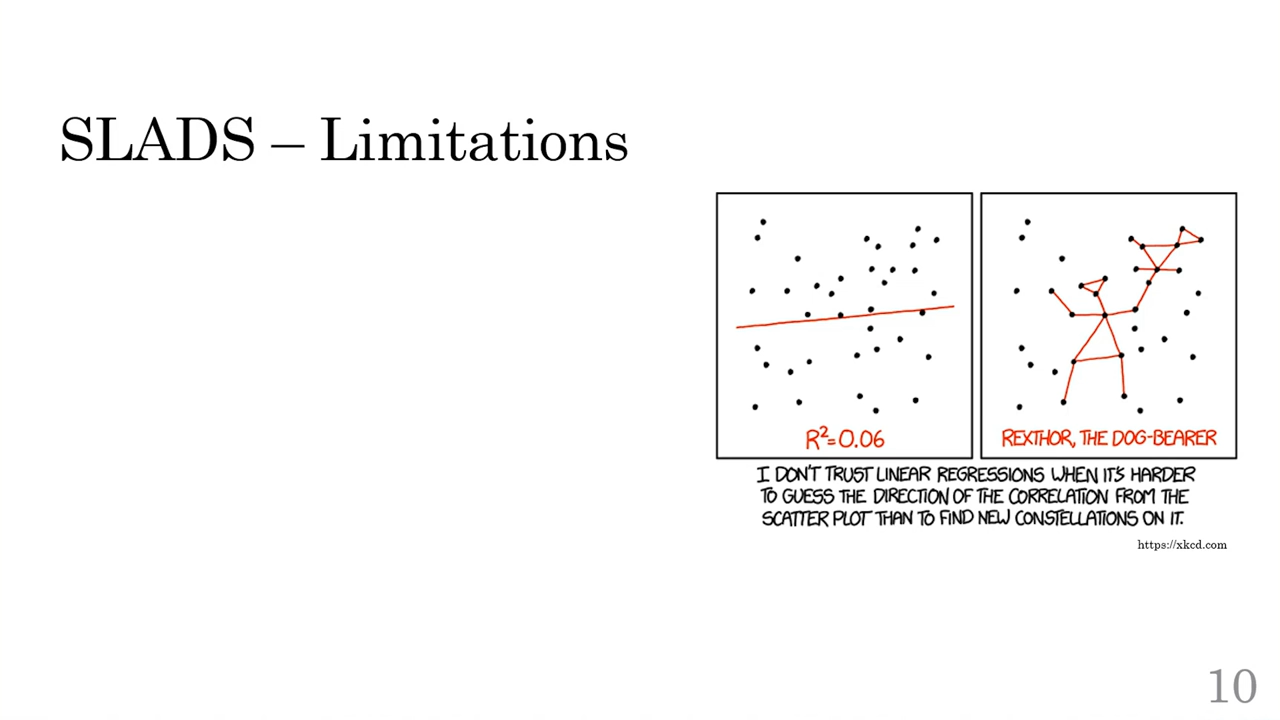 SLADS – Limitations
R²=0.06
REXTHOR, THE DOG-BEARER
I DON'T TRUST LINEAR REGRESSIONS WHEN IT'S HARDER
TO GUESS THE DIRECTION OF THE CORRELATION FROM THE
SCATTER PLOT THAN TO FIND NEW CONSTELLATIONS ON IT.
https://xkcd.com
10